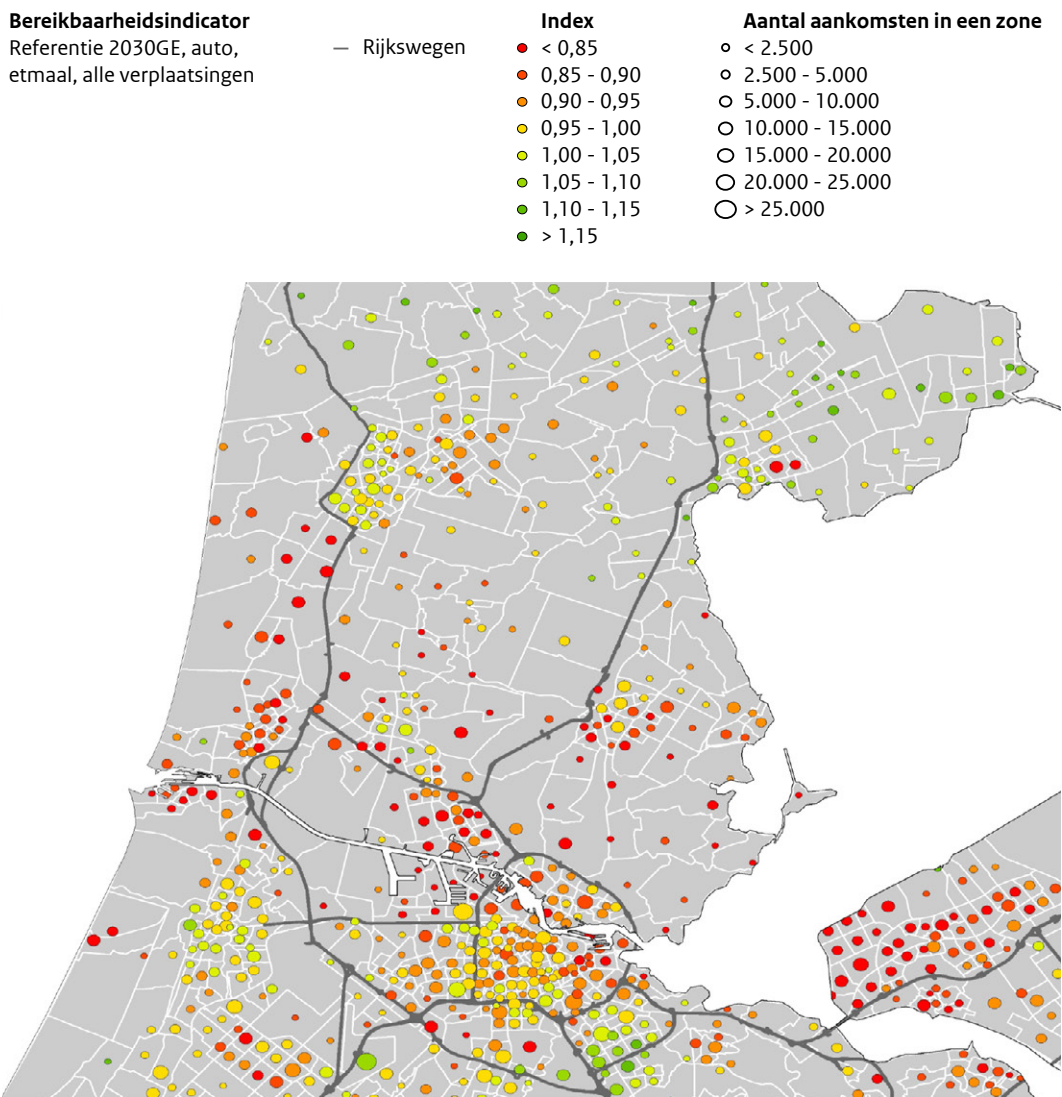 Bereikbaarheidsindicator
Referentie 2030GE, auto,
etmaal, alle verplaatsingen
Rijkswegen
Index
< 0,85
0,85 - 0,90
0,90 - 0,95
0,95 - 1,00
1,00 - 1,05
1,05 - 1,10
1,10 - 1,15
> 1,15
Aantal aankomsten in een zone
< 2.500
2.500 - 5.000
5.000 - 10.000
10.000 - 15.000
15.000 - 20.000
20.000 - 25.000
> 25.000